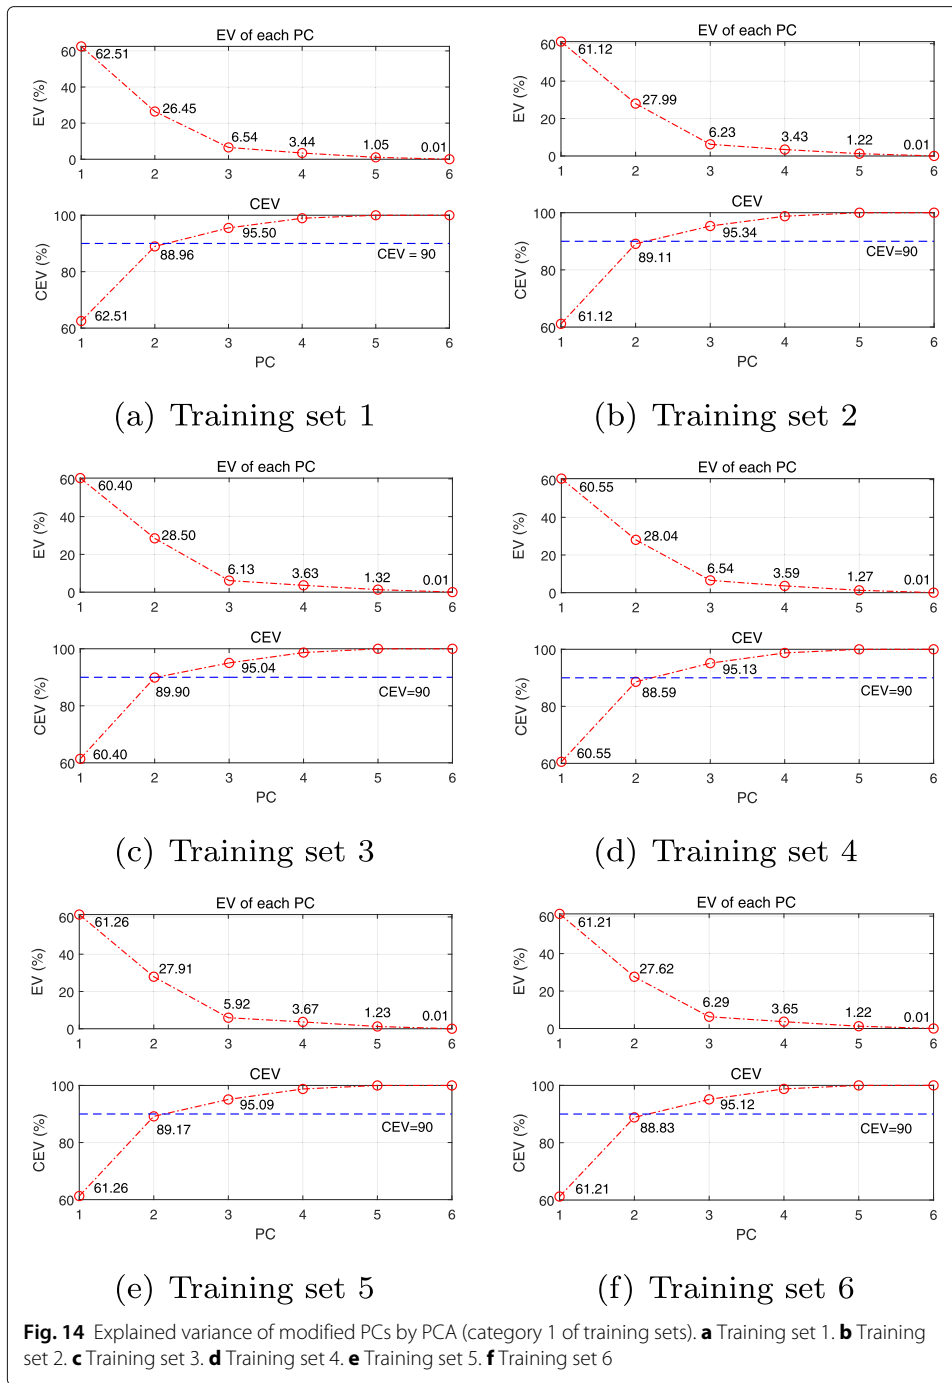 EV of each PC
EV (%)
60
40
20
0
62.51
26.45
6.54
3.44
1.05
0.01
1 2 3 4 5 6
CEV
CEV (%)
100
80
60
62.51
88.96
95.50
CEV = 90
1 2 3 4 5 6
PC
(a) Training set 1
EV of each PC
EV (%)
60
40
20
0
61.12
27.99
6.23
3.43
1.22
0.01
1 2 3 4 5 6
CEV
CEV (%)
100
80
60
61.12
89.11
95.34
CEV=90
1 2 3 4 5 6
PC
(b) Training set 2
EV of each PC
EV (%)
60
40
20
0
60.40
28.50
6.13
3.63
1.32
0.01
1 2 3 4 5 6
CEV
CEV (%)
100
80
60
60.40
89.90
95.04
CEV=90
1 2 3 4 5 6
PC
(c) Training set 3
EV of each PC
EV (%)
60
40
20
0
60.55
28.04
6.54
3.59
1.27
0.01
1 2 3 4 5 6
CEV
CEV (%)
100
80
60
60.55
88.59
95.13
CEV=90
1 2 3 4 5 6
PC
(d) Training set 4
EV of each PC
EV (%)
60
40
20
0
61.26
27.91
5.92
3.67
1.23
0.01
1 2 3 4 5 6
CEV
CEV (%)
100
80
60
61.26
89.17
95.09
CEV=90
1 2 3 4 5 6
PC
(e) Training set 5
EV of each PC
EV (%)
60
40
20
0
61.21
27.62
6.29
3.65
1.22
0.01
1 2 3 4 5 6
CEV
CEV (%)
100
80
60
61.21
88.83
95.12
CEV=90
1 2 3 4 5 6
PC
(f) Training set 6
Fig. 14 Explained variance of modified PCs by PCA (category 1 of training sets). a Training set 1. b Training
set 2. c Training set 3. d Training set 4. e Training set 5. f Training set 6